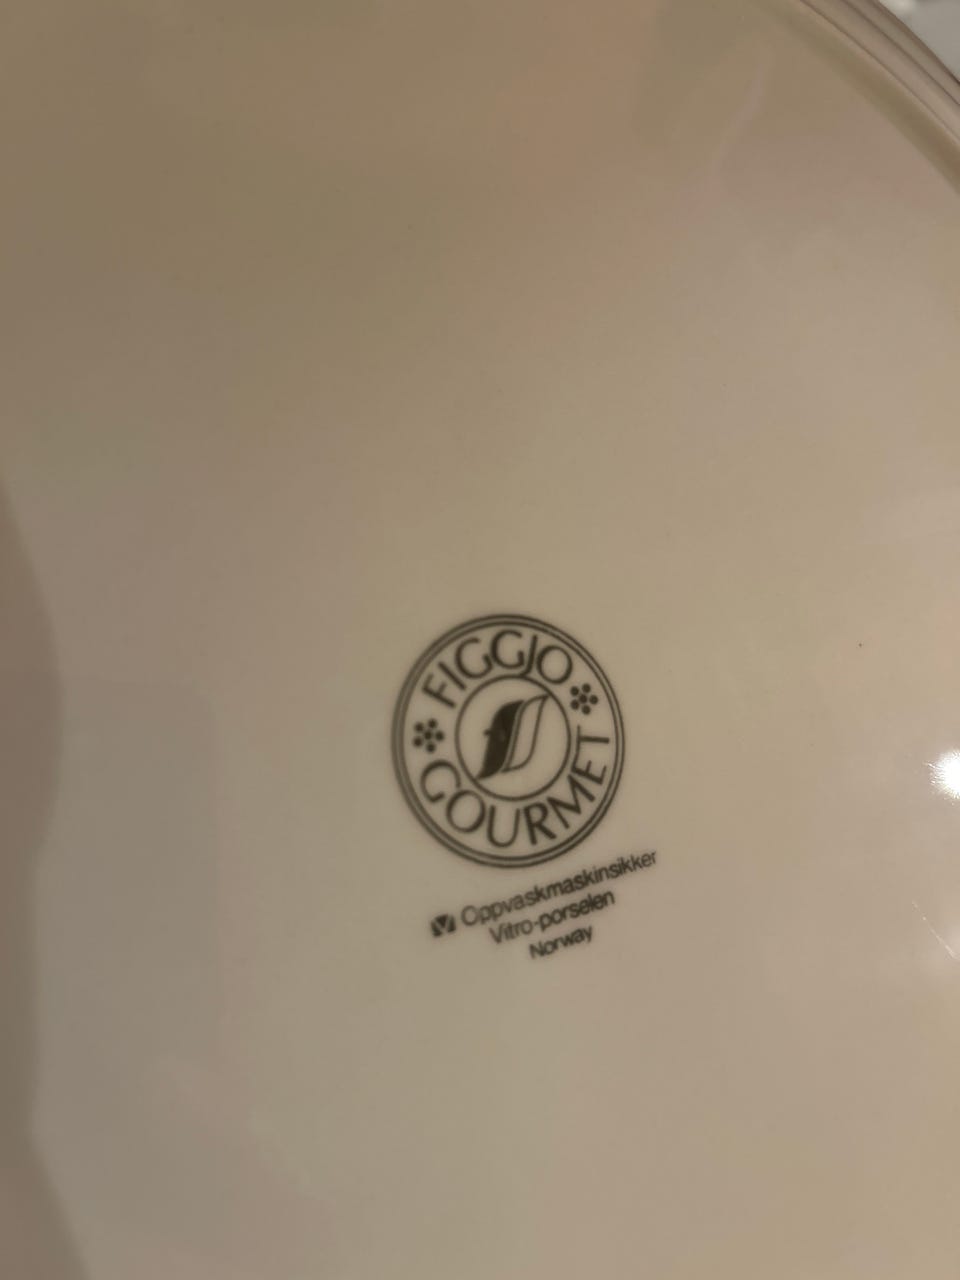 FIGGJO
GOURMET
Oppvaskmaskinsikker
Vitro-porselen
Norway